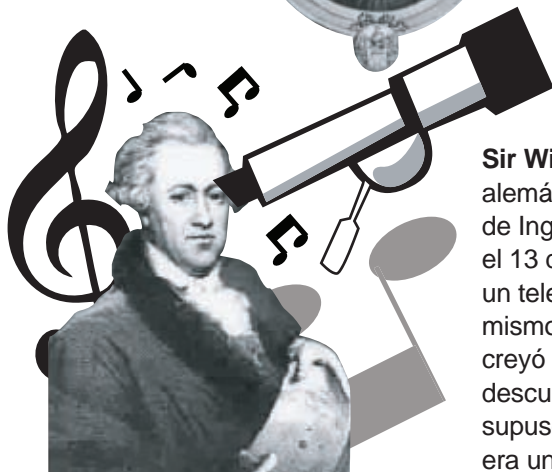 Sir Wi
alemá
de Ing
el 13 d
un tele
mismo
creyó
descu
supus
era un